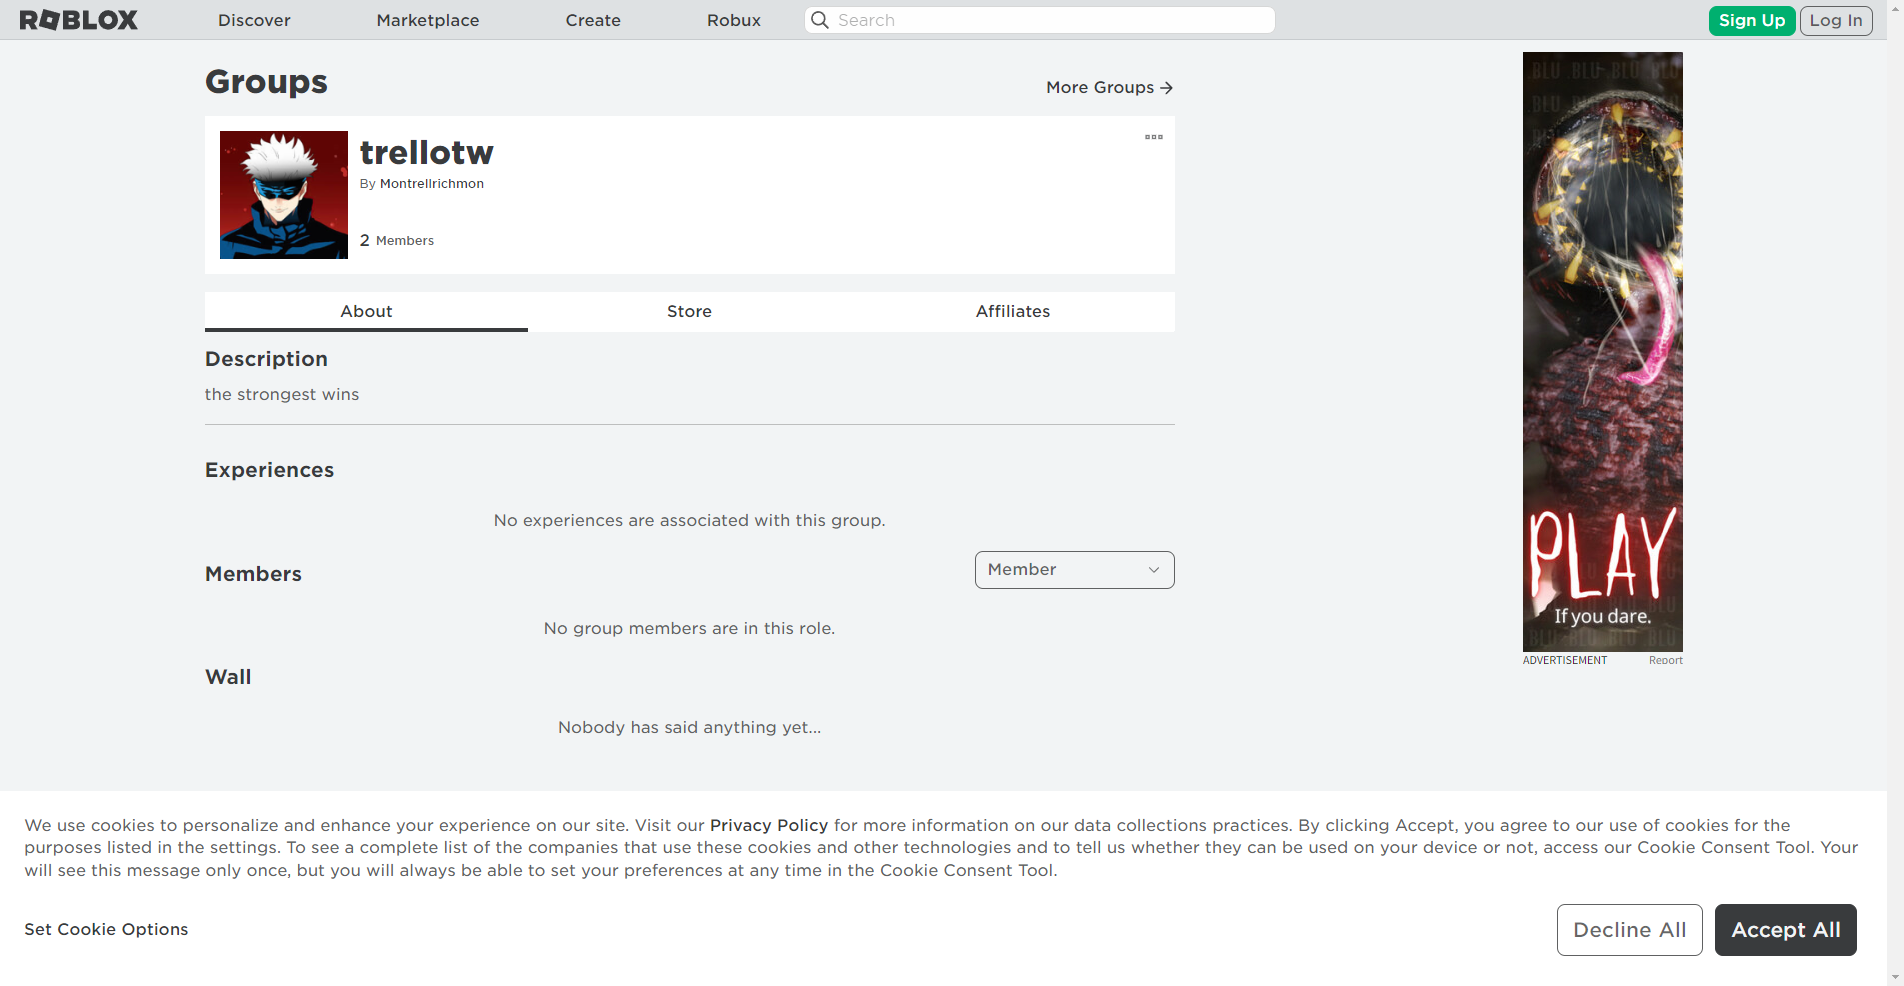 ROBLOX Discover Marketplace Create Robux Search Sign Up Log In
Groups
More Groups
trellotw
By Montrellrichmon
2 Members
About Store Affiliates
Description
the strongest wins
Experiences
No experiences are associated with this group.
Members
Member
No group members are in this role.
Wall
Nobody has said anything yet...
PLAY
If you dare.
ADVERTISEMENT Report
We use cookies to personalize and enhance your experience on our site. Visit our Privacy Policy for more information on our data collections practices. By clicking Accept, you agree to our use of cookies for the
purposes listed in the settings. To see a complete list of the companies that use these cookies and other technologies and to tell us whether they can be used on your device or not, access our Cookie Consent Tool. Your
will see this message only once, but you will always be able to set your preferences at any time in the Cookie Consent Tool.
Set Cookie Options
Decline All
Accept All